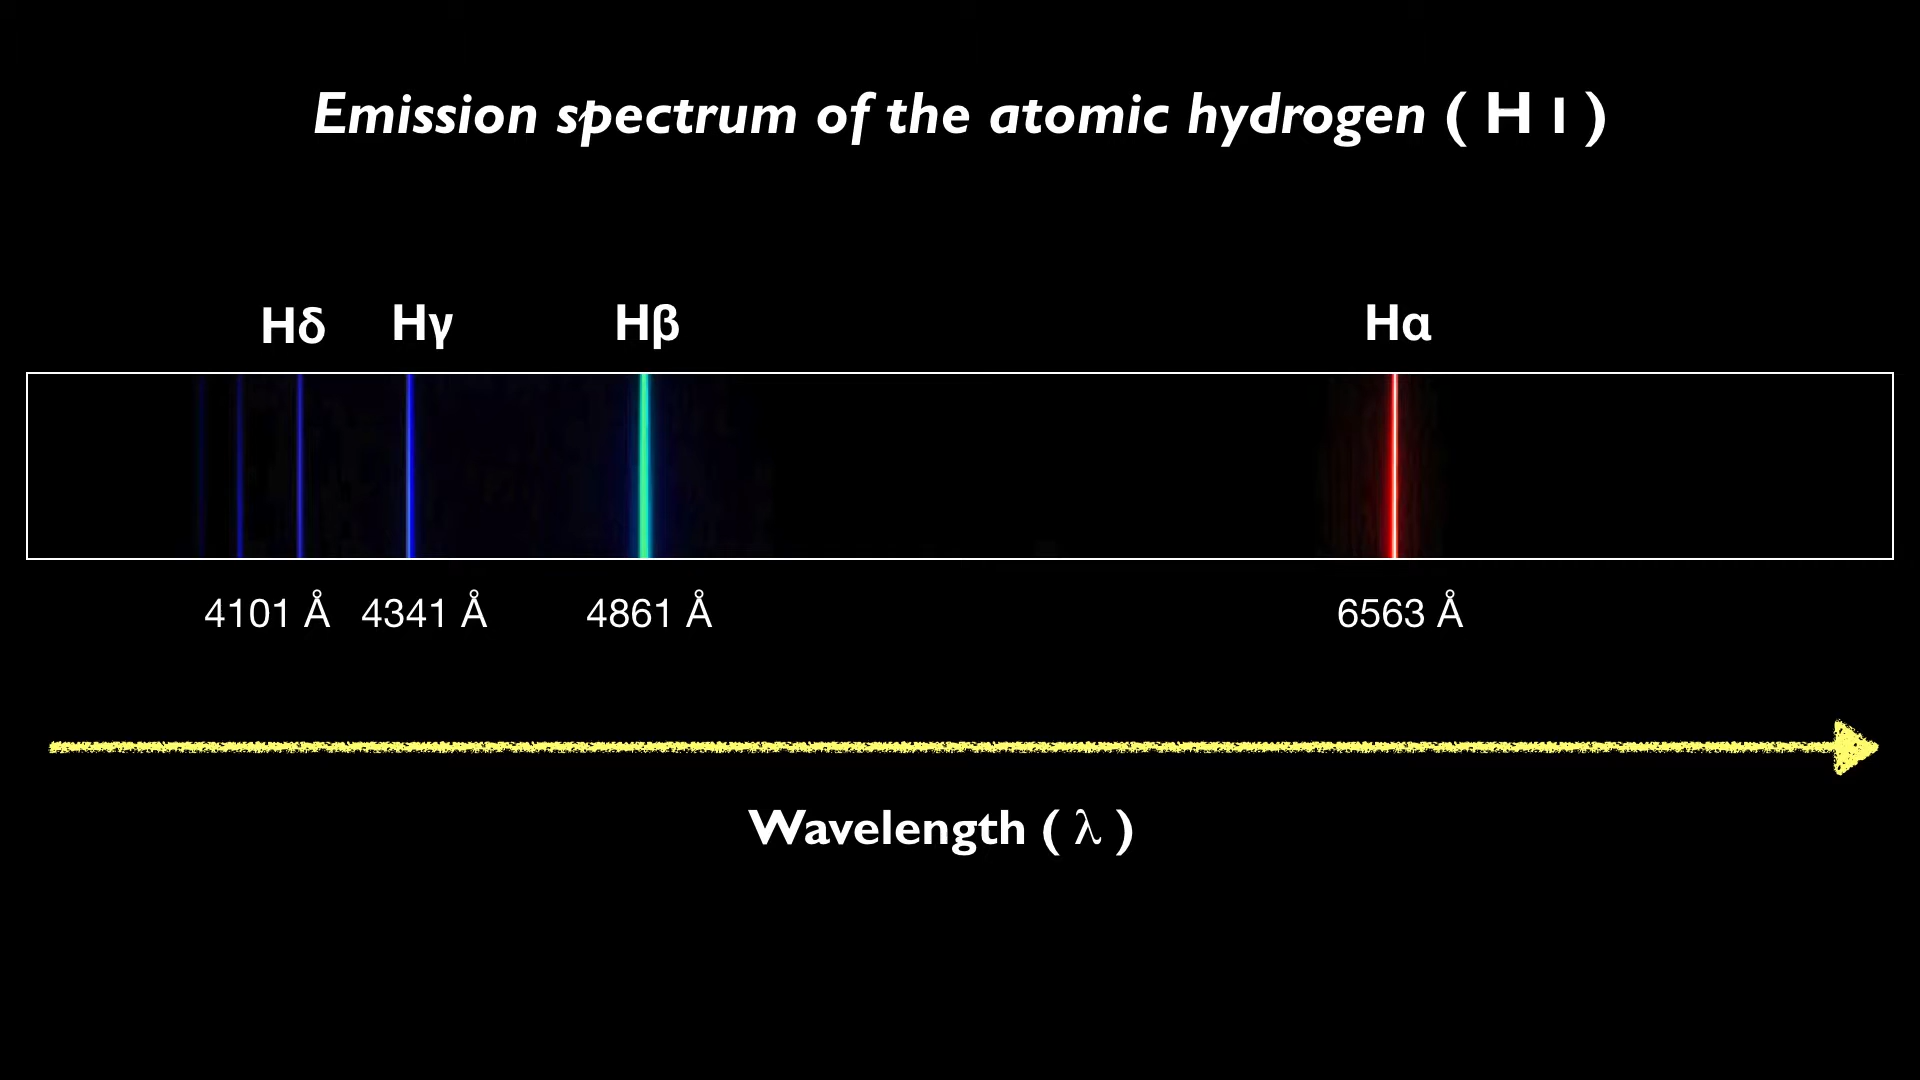 Emission spectrum of the atomic hydrogen ( H I )
Hδ Hγ Hβ Hα
4101 Å 4341 Å 4861 Å 6563 Å
Wavelength ( λ )